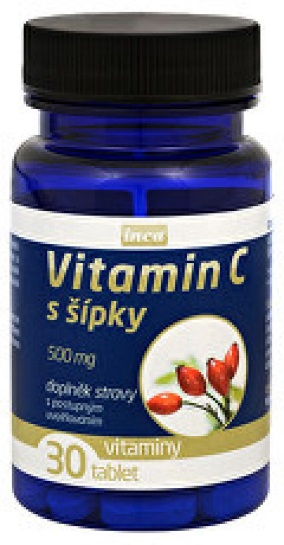 inca
Vitamin C
s šípky
500 mg
doplněk stravy
s postupným
uvolňováním
vitaminy
30 tablet